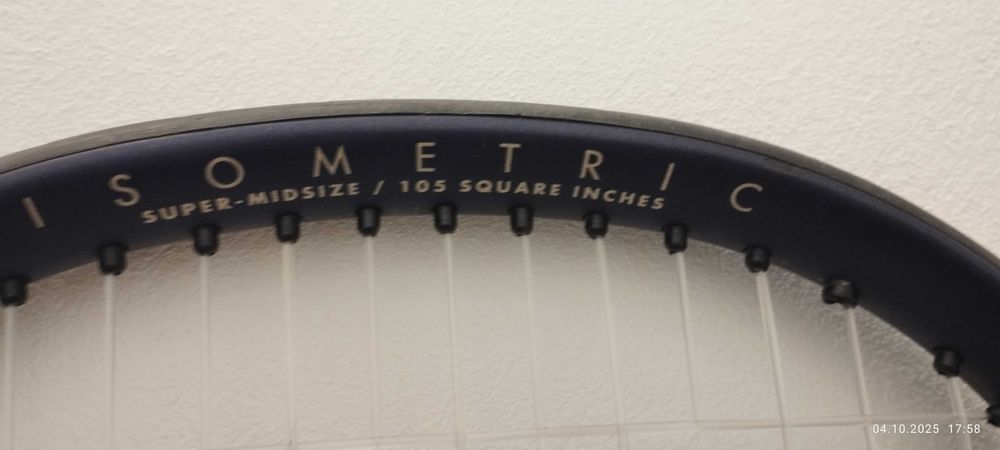 ISOMETRIC
SUPER-MIDSIZE / 105 SQUARE INCHES
04.10.2025 17:58